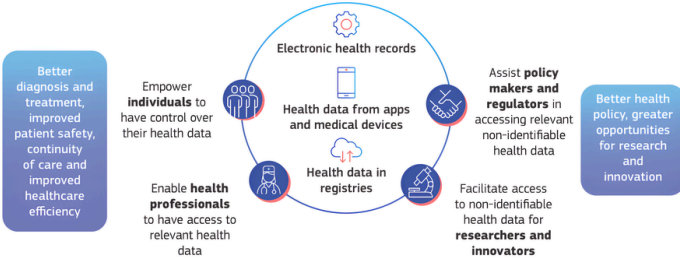 Better
diagnosis and
treatment,
improved
patient safety,
continuity
of care and
improved
healthcare
efficiency
Empower
individuals to
have control over
their health data
Enable health
professionals
to have access to
relevant health
data
Electronic health records
Health data from apps
and medical devices
Health data in
registries
Assist policy
makers and
regulators in
accessing relevant
non-identifiable
health data
Facilitate access
to non-identifiable
health data for
researchers and
innovators
Better health
policy, greater
opportunities
for research
and
innovation